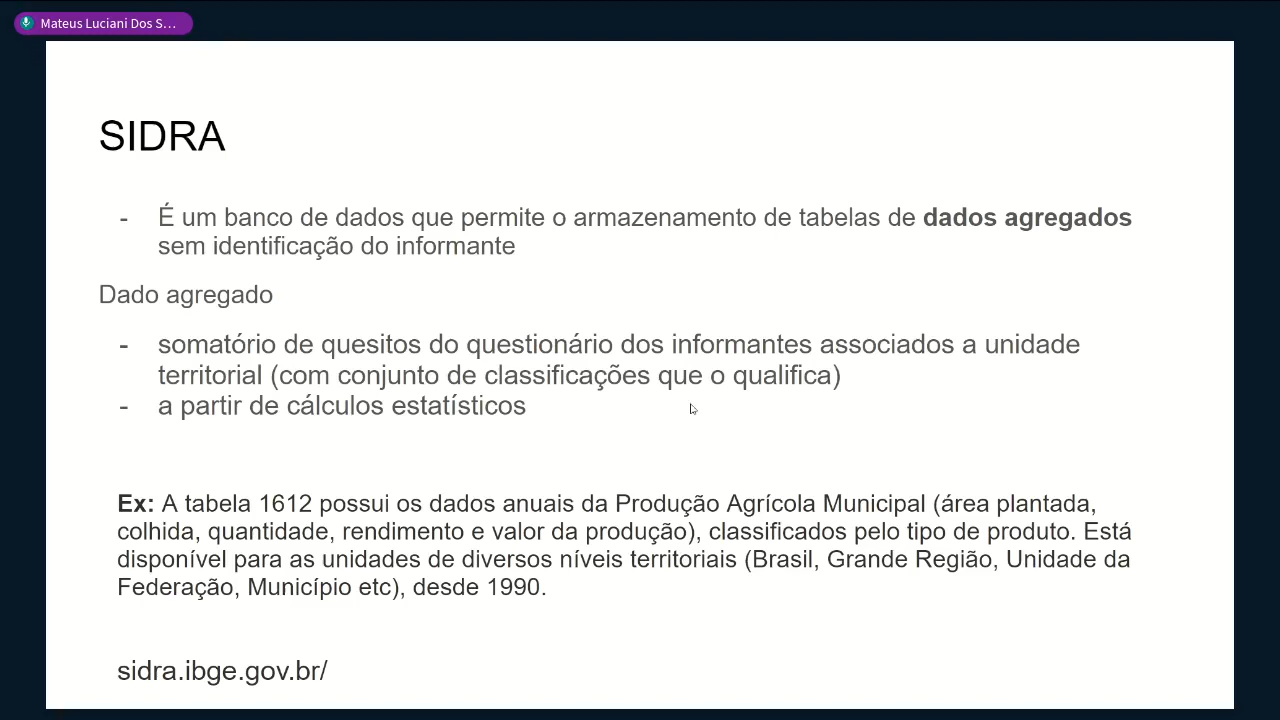 Mateus Luciani Dos S...
SIDRA
- É um banco de dados que permite o armazenamento de tabelas de dados agregados
sem identificação do informante
Dado agregado
- somatório de quesitos do questionário dos informantes associados a unidade
territorial (com conjunto de classificações que o qualifica)
- a partir de cálculos estatísticos
Ex: A tabela 1612 possui os dados anuais da Produção Agrícola Municipal (área plantada,
colhida, quantidade, rendimento e valor da produção), classificados pelo tipo de produto. Está
disponível para as unidades de diversos níveis territoriais (Brasil, Grande Região, Unidade da
Federação, Município etc), desde 1990.
sidra.ibge.gov.br/